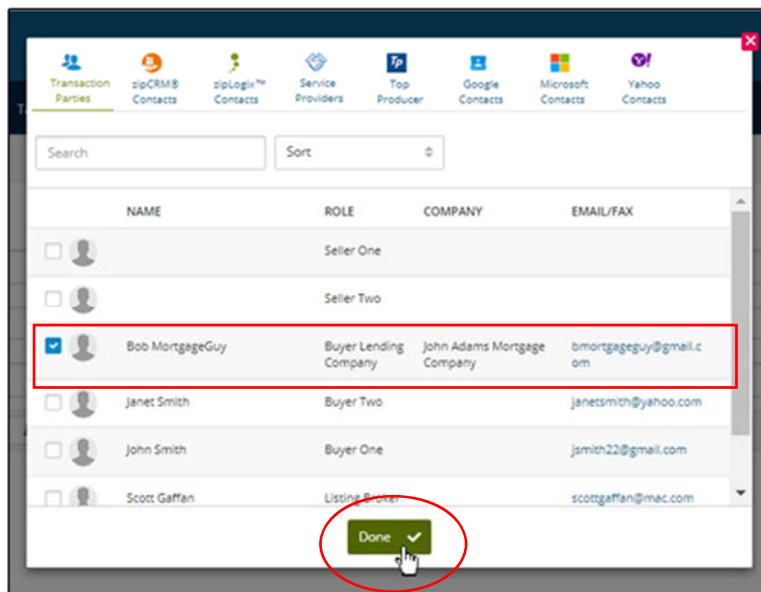 Transaction Parties
zipCRM® Contacts
zipLogix™ Contacts
Service Providers
Top Producer
Google Contacts
Microsoft Contacts
Yahoo Contacts
Search
Sort
NAME ROLE COMPANY EMAIL/FAX
Seller One
Seller Two
Bob MortgageGuy Buyer Lending John Adams Mortgage bmortgageguy@gmail.c
Company Company om
Janet Smith Buyer Two janetsmith@yahoo.com
John Smith Buyer One jsmith22@gmail.com
Scott Gaffan Listing Broker scottgaffan@mac.com
Done